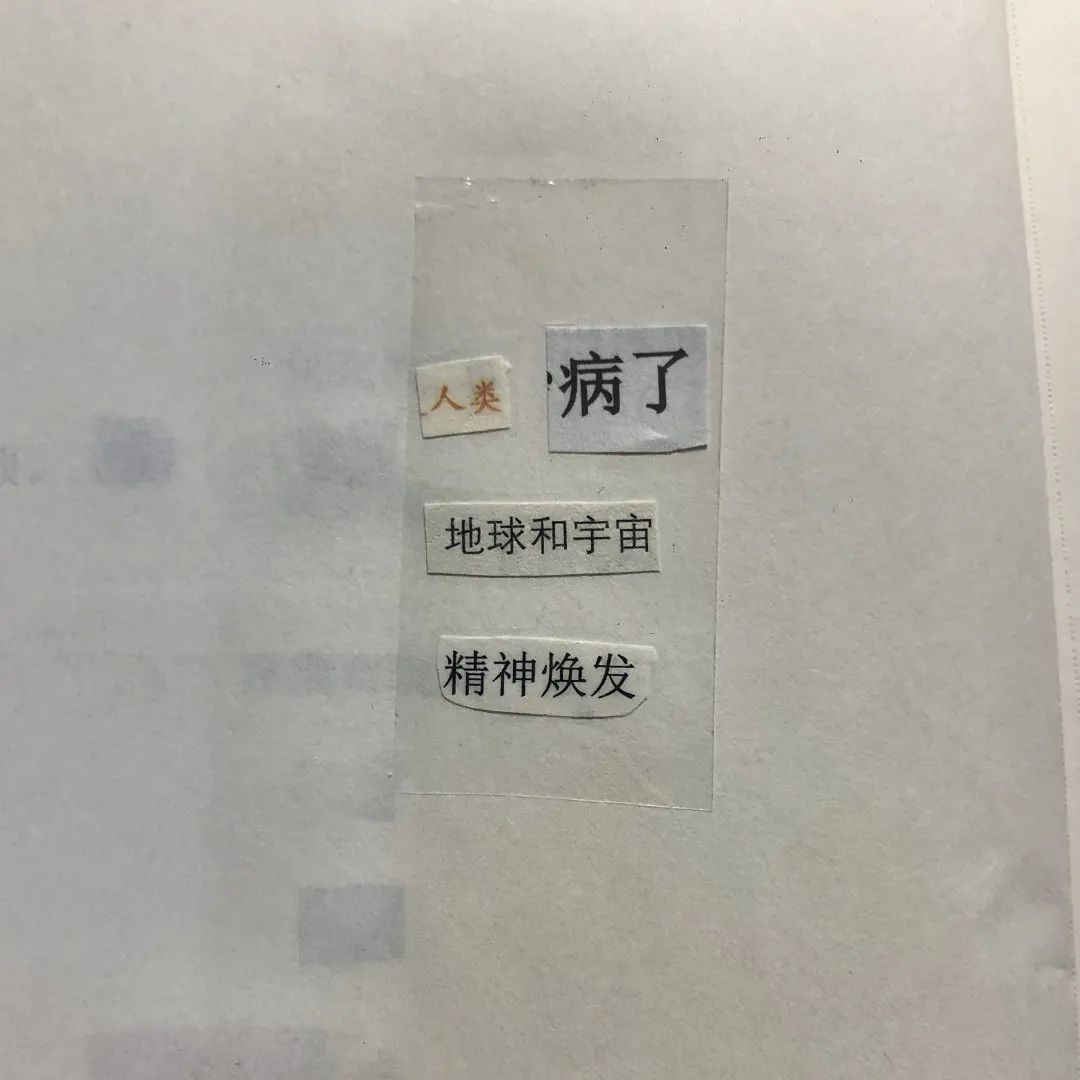 人类 病了
地球和宇宙
精神焕发